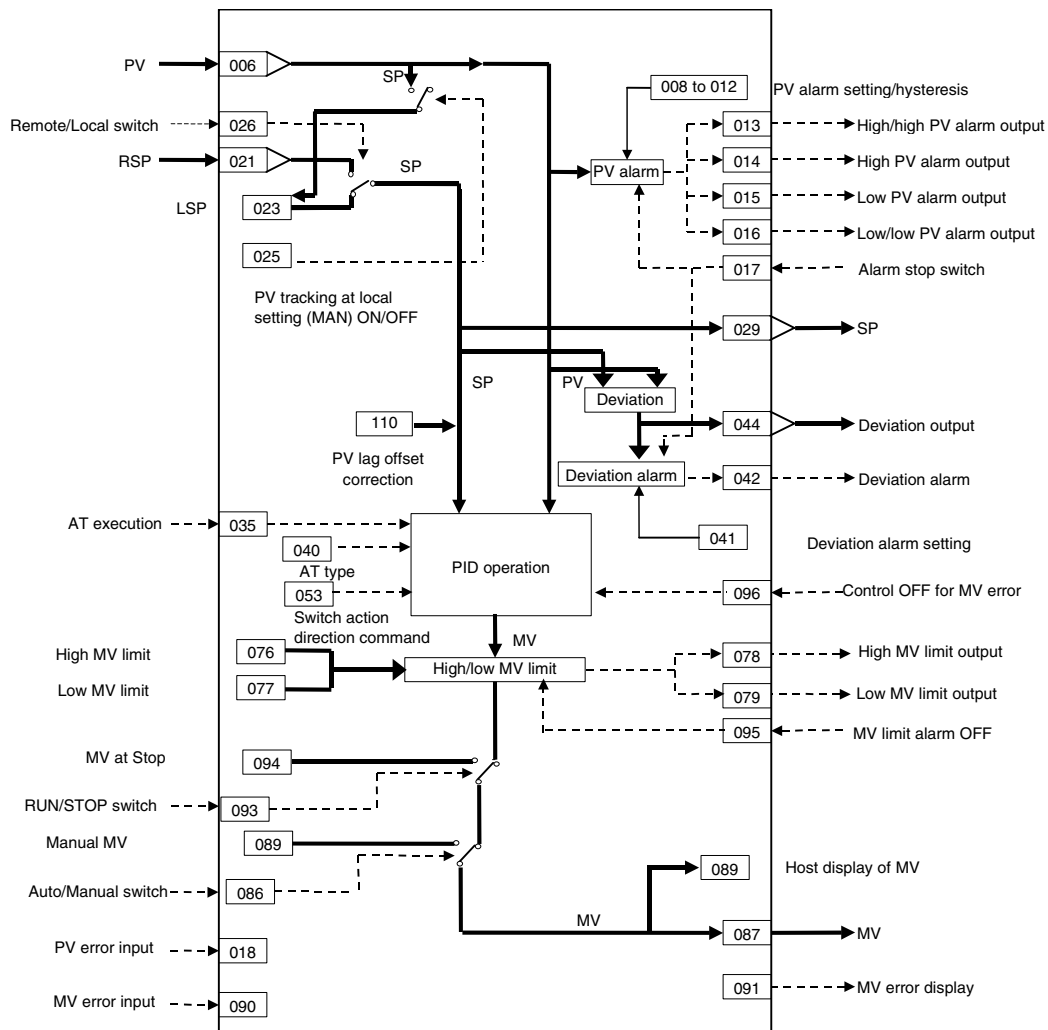 PV
006
SP
008 to 012
PV alarm setting/hysteresis
Remote/Local switch
026
013
High/high PV alarm output
RSP
021
SP
PV alarm
014
High PV alarm output
LSP
023
015
Low PV alarm output
016
Low/low PV alarm output
025
017
Alarm stop switch
PV tracking at local
setting (MAN) ON/OFF
029
SP
SP
PV
Deviation
110
044
Deviation output
PV lag offset
correction
Deviation alarm
042
Deviation alarm
AT execution
035
041
Deviation alarm setting
040
AT type
PID operation
053
096
Control OFF for MV error
Switch action
direction command
MV
High MV limit
076
078
High MV limit output
High/low MV limit
Low MV limit
077
079
Low MV limit output
095
MV limit alarm OFF
MV at Stop
094
RUN/STOP switch
093
Manual MV
089
089
Host display of MV
Auto/Manual switch
086
MV
087
MV
PV error input
018
091
MV error display
MV error input
090